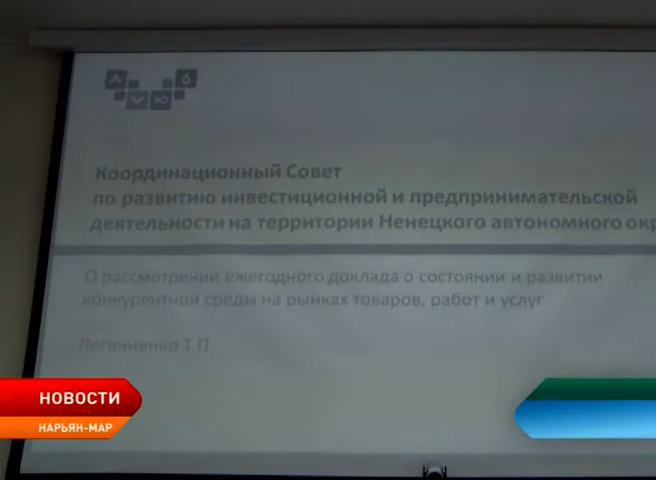 Координационный Совет
по развитию инвестиционной и предпринимательской
деятельности на территории Ненецкого автономного окр
О рассмотрении ежегодного доклада о состоянии и развитии
конкурентной среды на рынках товаров, работ и услуг
Логвиненко Т.П.
НОВОСТИ
НАРЬЯН-МАР